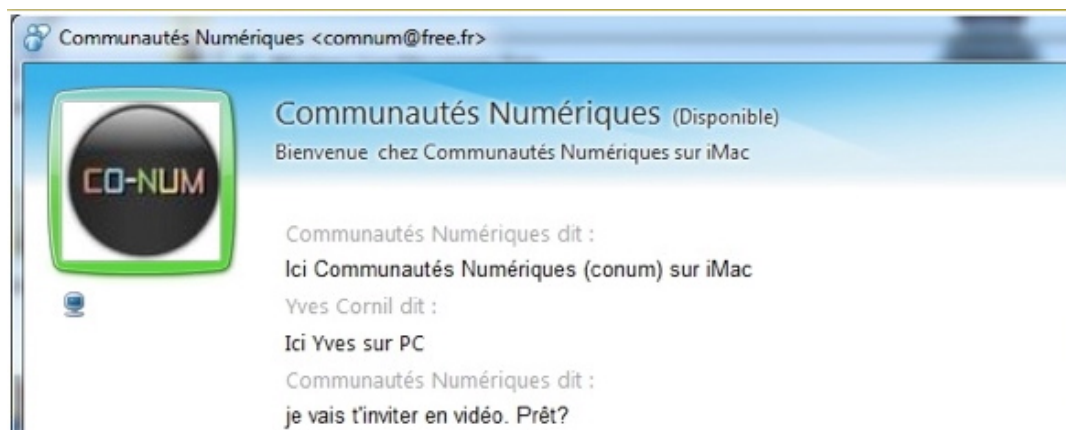 Communautés Numériques <comnum@free.fr>
Communautés Numériques (Disponible)
Bienvenue chez Communautés Numériques sur iMac
CO-NUM
Communautés Numériques dit :
Ici Communautés Numériques (conum) sur iMac
Yves Cornil dit :
Ici Yves sur PC
Communautés Numériques dit :
je vais t'inviter en vidéo. Prêt?